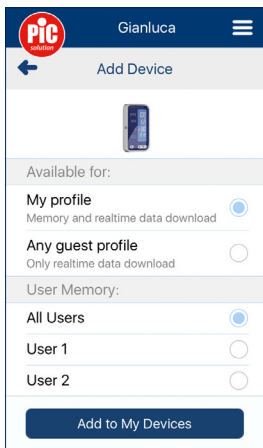 PiC
solution
Gianluca
Add Device
Available for:
My profile
Memory and realtime data download
Any guest profile
Only realtime data download
User Memory:
All Users
User 1
User 2
Add to My Devices